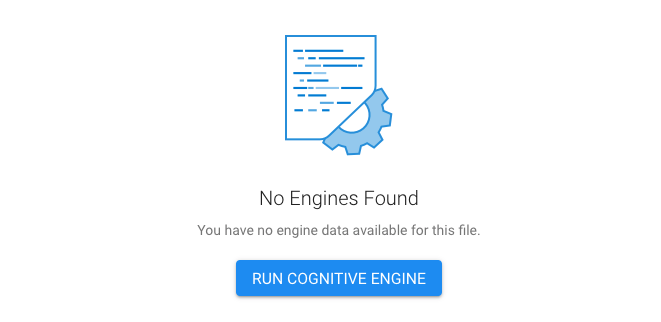 No Engines Found
You have no engine data available for this file.
RUN COGNITIVE ENGINE